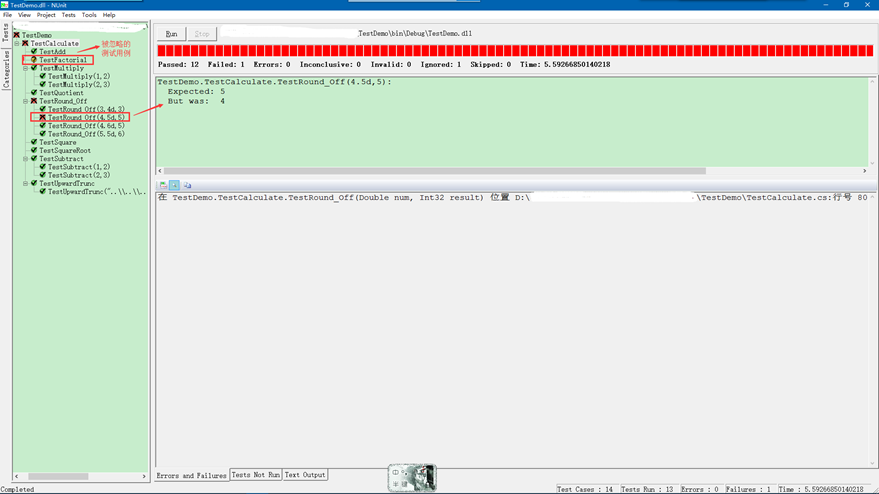 TestDemo.dll - NUnit
File View Project Tests Tools Help
Tests
Categories
TestDemo
TestCalculate
TestAdd
TestFactorial
TestMultiply
TestMultiply(1,2)
TestMultiply(2,3)
TestQuotient
TestRound_Off
TestRound_Off(3.4d,3)
TestRound_Off(4.5d,5)
TestRound_Off(4.6d,5)
TestRound_Off(5.5d,6)
TestSquare
TestSquareRoot
TestSubtract
TestSubtract(1,2)
TestSubtract(2,3)
TestUpwardTrunc
TestUpwardTrunc("..\\..\\..
被忽略的
测试用例
Run Stop TestDemo\bin\Debug\TestDemo.dll
Passed: 12 Failed: 1 Errors: 0 Inconclusive: 0 Invalid: 0 Ignored: 1 Skipped: 0 Time: 5.59266850140218
TestDemo.TestCalculate.TestRound_Off(4.5d,5):
Expected: 5
But was: 4
在 TestDemo.TestCalculate.TestRound_Off(Double num, Int32 result) 位置 D:\ \TestDemo\TestCalculate.cs:行号 80
Errors and Failures Tests Not Run Text Output
中
半
Completed Test Cases : 14 Tests Run : 13 Errors : 0 Failures : 1 Time : 5.59266850140218